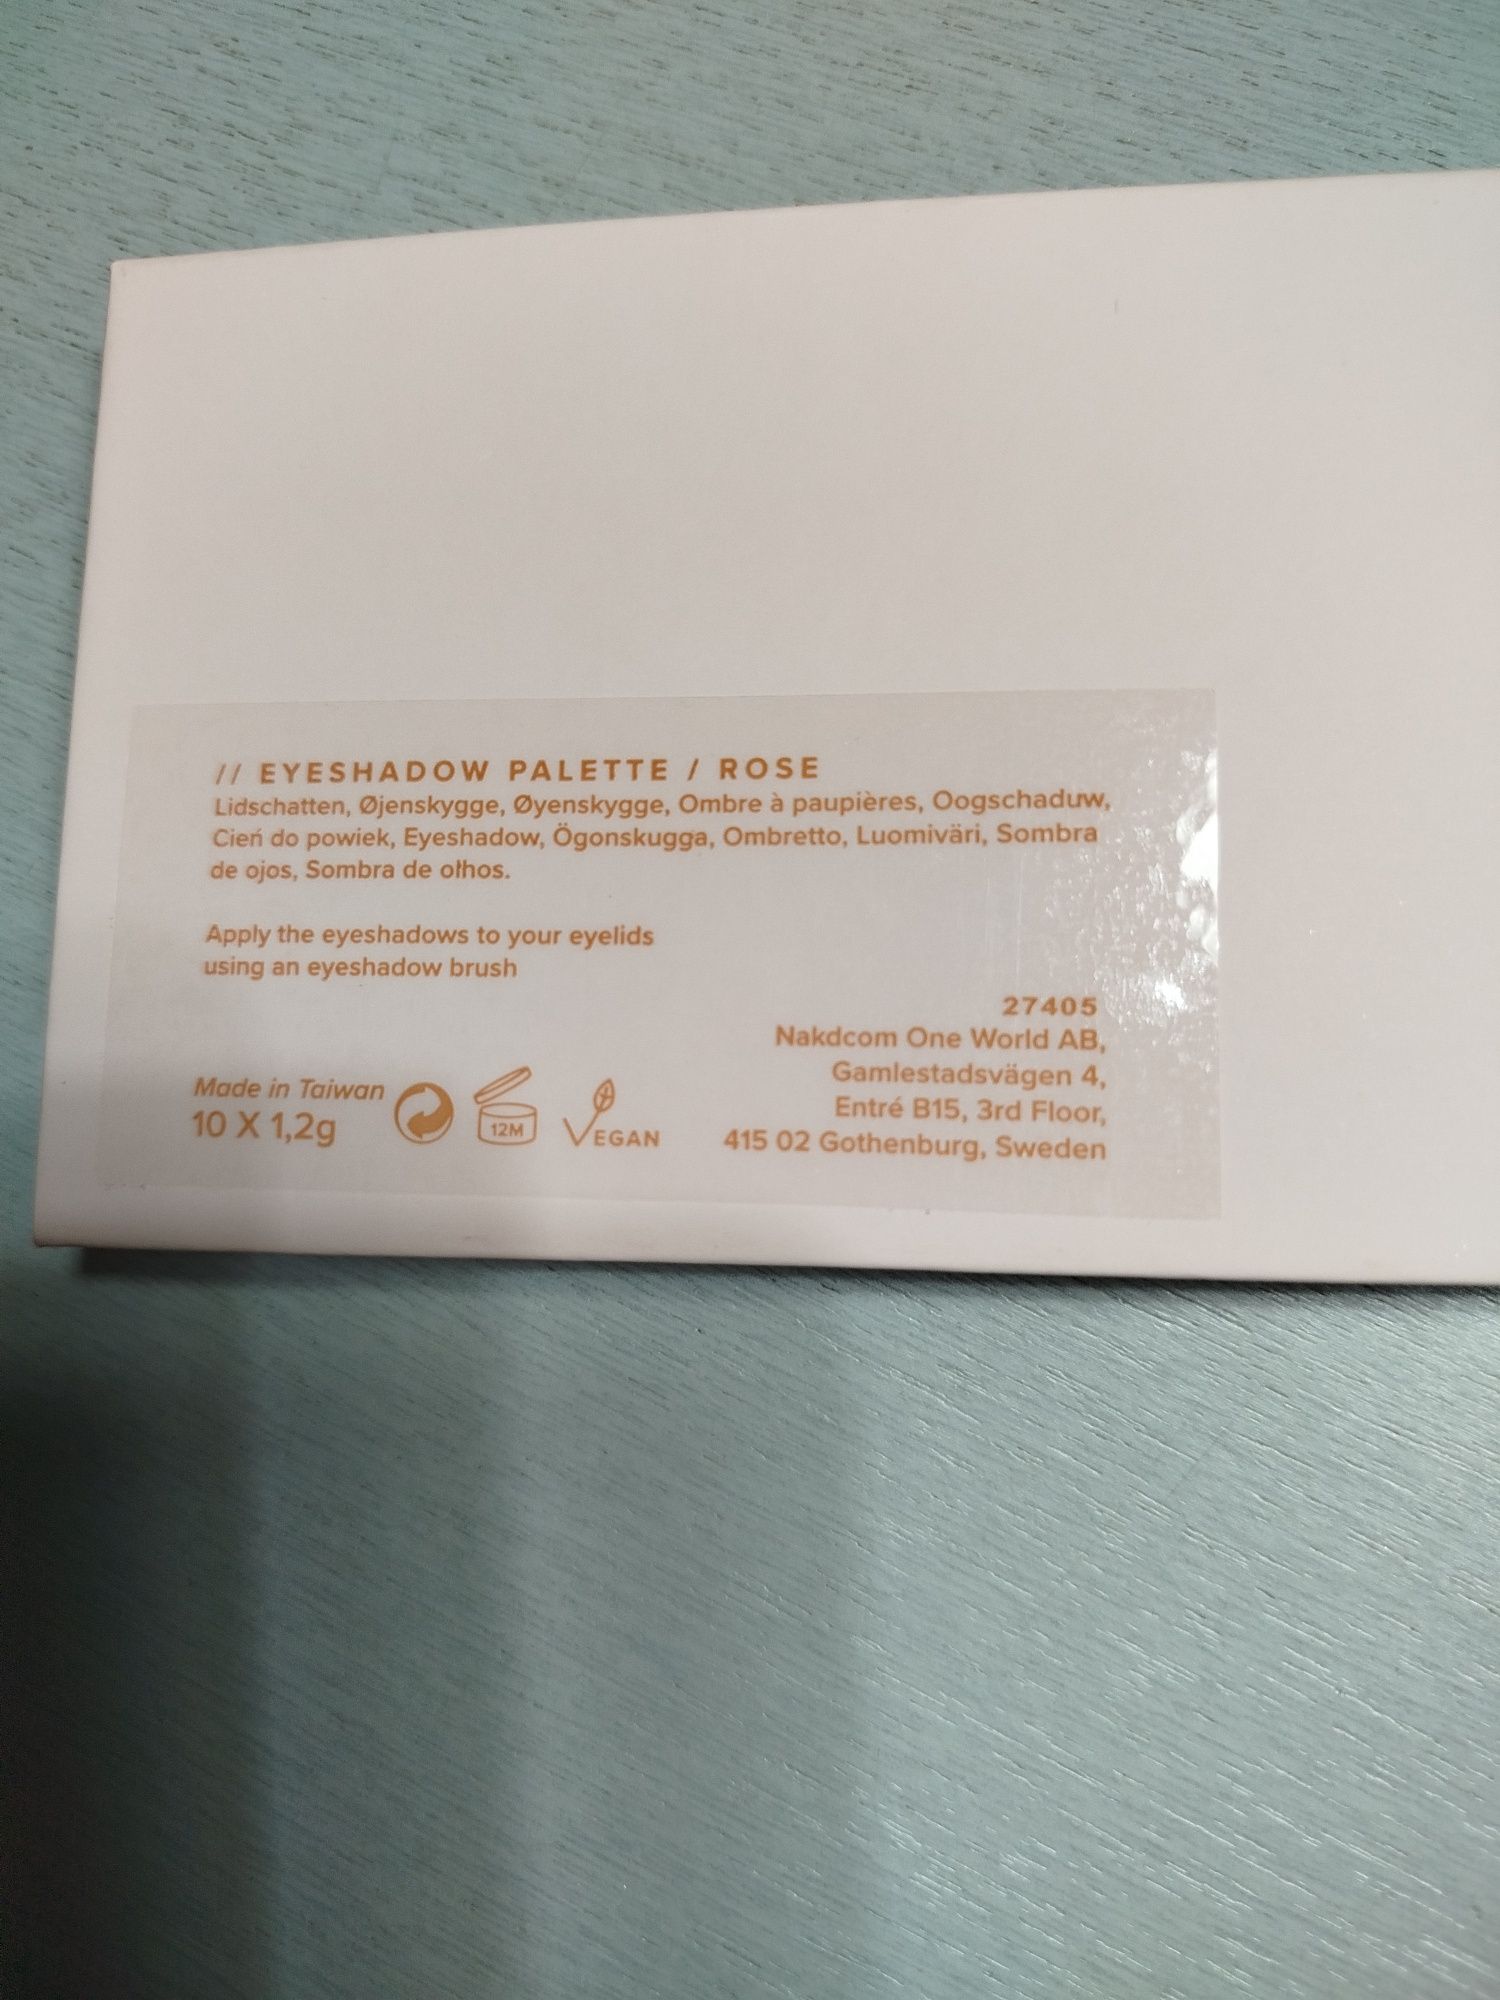 // EYESHADOW PALETTE / ROSE
Lidschatten, Øjenskygge, Øyenskygge, Ombre à paupières, Oogschaduw,
Cień do powiek, Eyeshadow, Ögonskugga, Ombretto, Luomiväri, Sombra
de ojos, Sombra de olhos.
Apply the eyeshadows to your eyelids
using an eyeshadow brush
27405
Nakdcom One World AB,
Gamlestadsvägen 4,
Entré B15, 3rd Floor,
415 02 Gothenburg, Sweden
Made in Taiwan
10 X 1,2g
12M
VEGAN